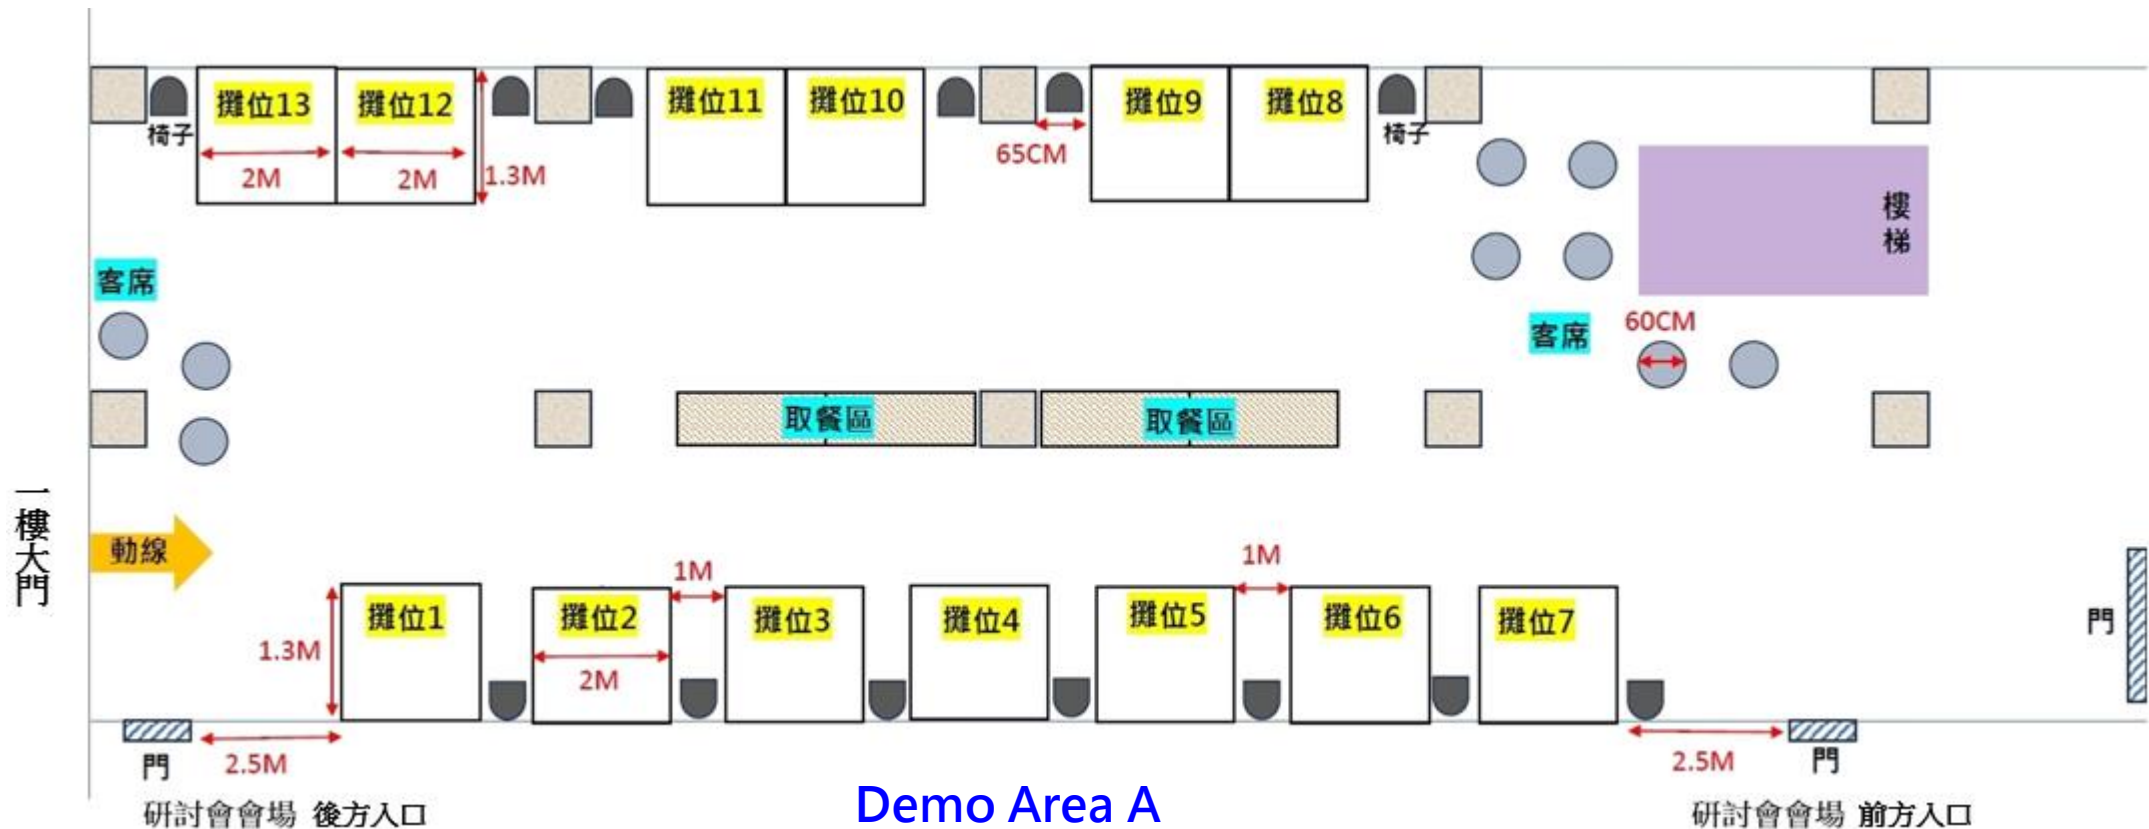 攤位13
攤位12
攤位11
攤位10
攤位9
攤位8
椅子
椅子
2M
2M
1.3M
65CM
樓梯
客席
客席
60CM
取餐區
取餐區
一樓大門
動線
1M
1M
攤位1
攤位2
攤位3
攤位4
攤位5
攤位6
攤位7
門
1.3M
2M
門
2.5M
2.5M
門
研討會會場 後方入口
Demo Area A
研討會會場 前方入口